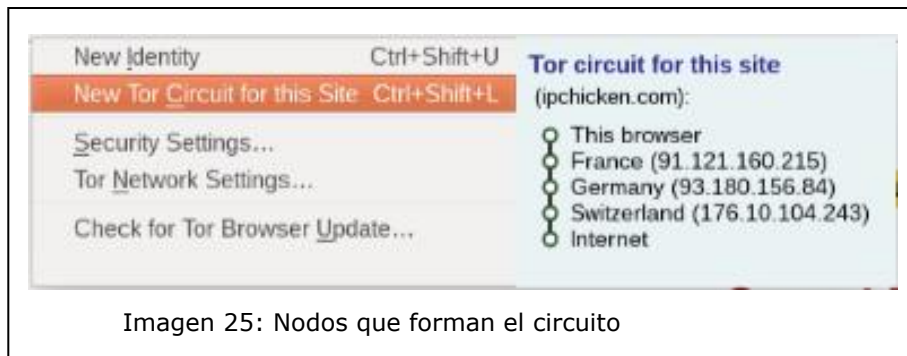 New Identity Ctrl+Shift+U
New Tor Circuit for this Site Ctrl+Shift+L
Security Settings...
Tor Network Settings...
Check for Tor Browser Update...
Tor circuit for this site
(ipchicken.com):
This browser
France (91.121.160.215)
Germany (93.180.156.84)
Switzerland (176.10.104.243)
Internet
Imagen 25: Nodos que forman el circuito